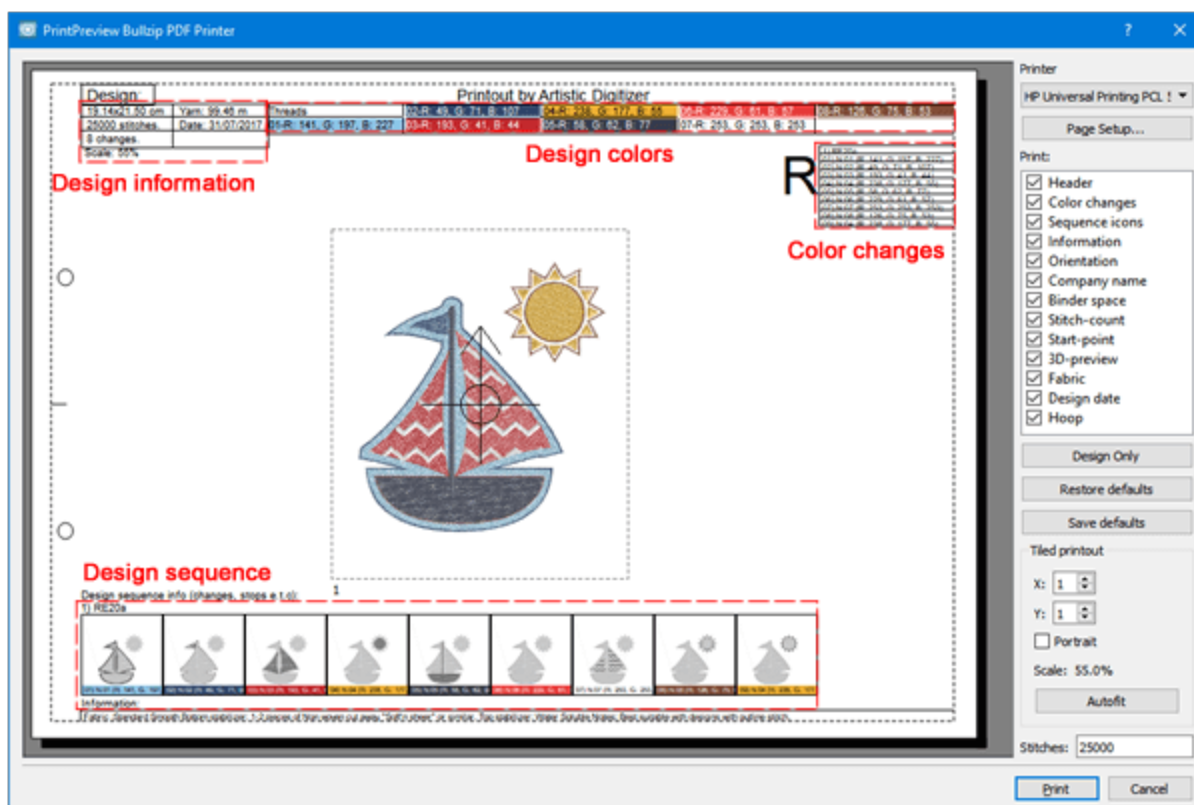 PrintPreview Bullzip PDF Printer
Design:
Printout by Artistic Digitizer
19.14x21.50 cm Yarn: 99.46 m Threads 02-R: 49, G: 71, B: 107 04-R: 238, G: 177, B: 55 06-R: 229, G: 61, B: 57 08-R: 126, G: 75, B: 53
25000 stitches. Date: 31/07/2017 01-R: 141, G: 197, B: 227 03-R: 193, G: 41, B: 44 05-R: 58, G: 62, B: 77 07-R: 253, G: 253, B: 253
8 changes.
Scale: 55%
Design information
Design colors
R
1) RE20a
Color changes
Design sequence
1
Design sequence info (changes, stops e.t.c):
1) RE20a
Information:
Printer
HP Universal Printing PCL
Page Setup...
Print:
Header
Color changes
Sequence icons
Information
Orientation
Company name
Binder space
Stitch-count
Start-point
3D-preview
Fabric
Design date
Hoop
Design Only
Restore defaults
Save defaults
Tiled printout
X: 1
Y: 1
Portrait
Scale: 55.0%
Autofit
Stitches: 25000
Print Cancel